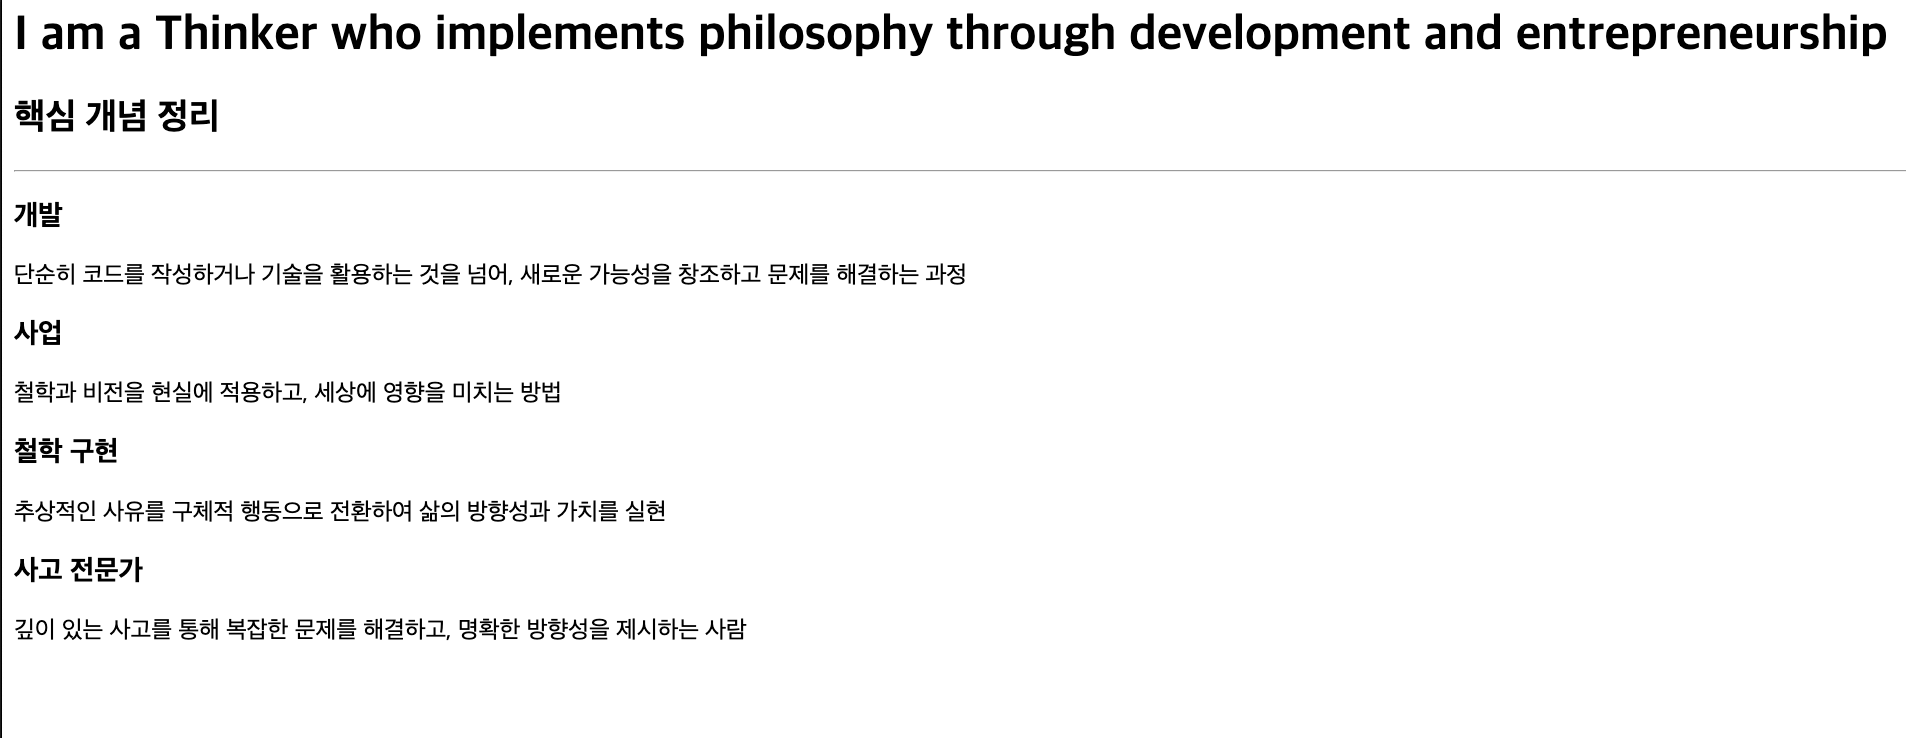 I am a Thinker who implements philosophy through development and entrepreneurship
핵심 개념 정리
개발
단순히 코드를 작성하거나 기술을 활용하는 것을 넘어, 새로운 가능성을 창조하고 문제를 해결하는 과정
사업
철학과 비전을 현실에 적용하고, 세상에 영향을 미치는 방법
철학 구현
추상적인 사유를 구체적 행동으로 전환하여 삶의 방향성과 가치를 실현
사고 전문가
깊이 있는 사고를 통해 복잡한 문제를 해결하고, 명확한 방향성을 제시하는 사람